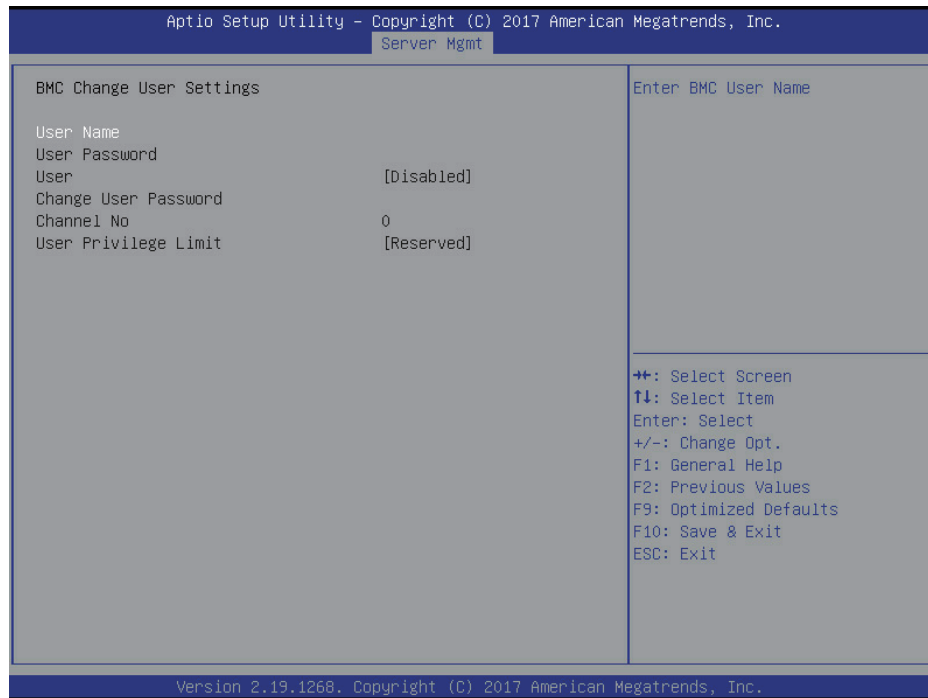 Aptio Setup Utility – Copyright (C) 2017 American Megatrends, Inc.
Server Mgmt
BMC Change User Settings
User Name
User Password
User [Disabled]
Change User Password
Channel No 0
User Privilege Limit [Reserved]
Enter BMC User Name
→←: Select Screen
↑↓: Select Item
Enter: Select
+/-: Change Opt.
F1: General Help
F2: Previous Values
F9: Optimized Defaults
F10: Save & Exit
ESC: Exit
Version 2.19.1268. Copyright (C) 2017 American Megatrends, Inc.